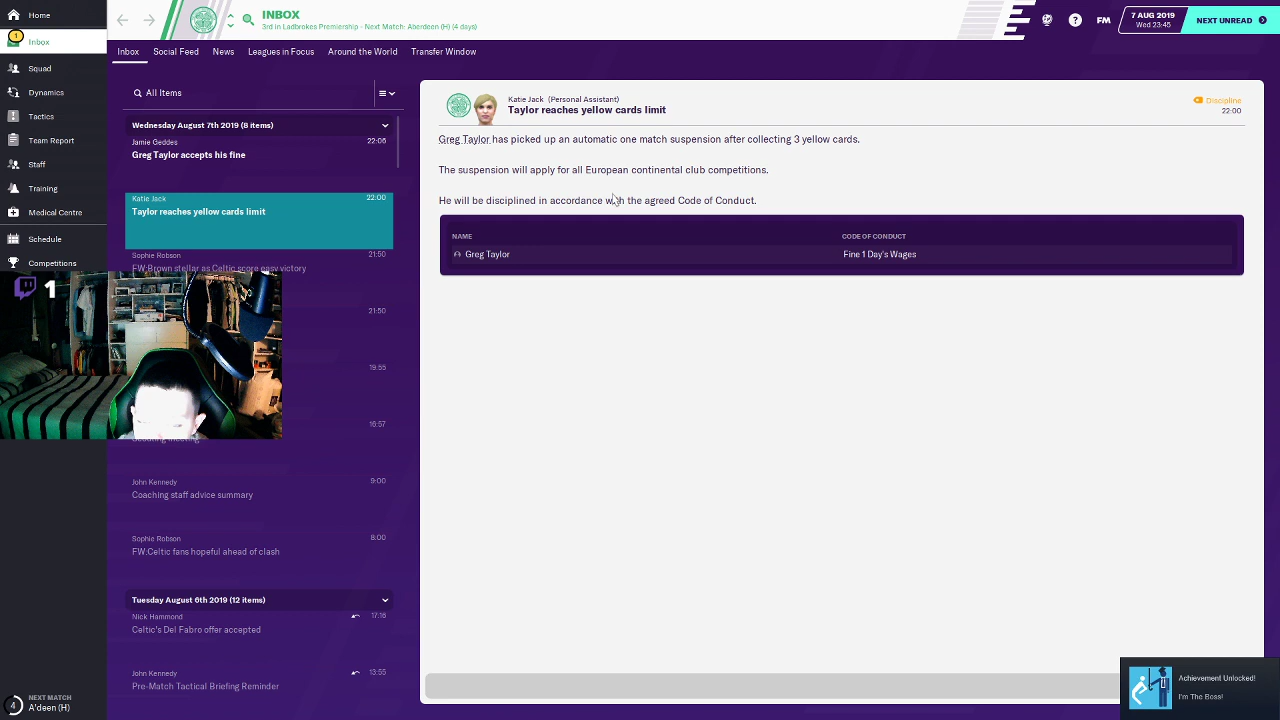 INBOX
3rd in Ladbrokes Premiership - Next Match: Aberdeen (H) (4 days)
?
FM
7 AUG 2019
Wed 23:45
NEXT UNREAD
1
Inbox
Squad
Dynamics
Tactics
Team Report
Staff
Training
Medical Centre
Schedule
Competitions
1
NEXT MATCH
A'deen (H)
Inbox
Social Feed
News
Leagues in Focus
Around the World
Transfer Window
All Items
Wednesday August 7th 2019 (8 items)
Jamie Geddes
22:06
Greg Taylor accepts his fine
Katie Jack
22:00
Taylor reaches yellow cards limit
Sophie Robson
21:50
FW:Brown stellar as Celtic score easy victory
21:50
19:55
16:57
Scouting meeting
John Kennedy
9:00
Coaching staff advice summary
Sophie Robson
8:00
FW:Celtic fans hopeful ahead of clash
Tuesday August 6th 2019 (12 items)
Nick Hammond
17:16
Celtic's Del Fabro offer accepted
John Kennedy
13:55
Pre-Match Tactical Briefing Reminder
Katie Jack (Personal Assistant)
Taylor reaches yellow cards limit
Discipline
22:00
Greg Taylor has picked up an automatic one match suspension after collecting 3 yellow cards.
The suspension will apply for all European continental club competitions.
He will be disciplined in accordance with the agreed Code of Conduct.
NAME
CODE OF CONDUCT
Greg Taylor
Fine 1 Day's Wages
Achievement Unlocked!
I'm The Boss!